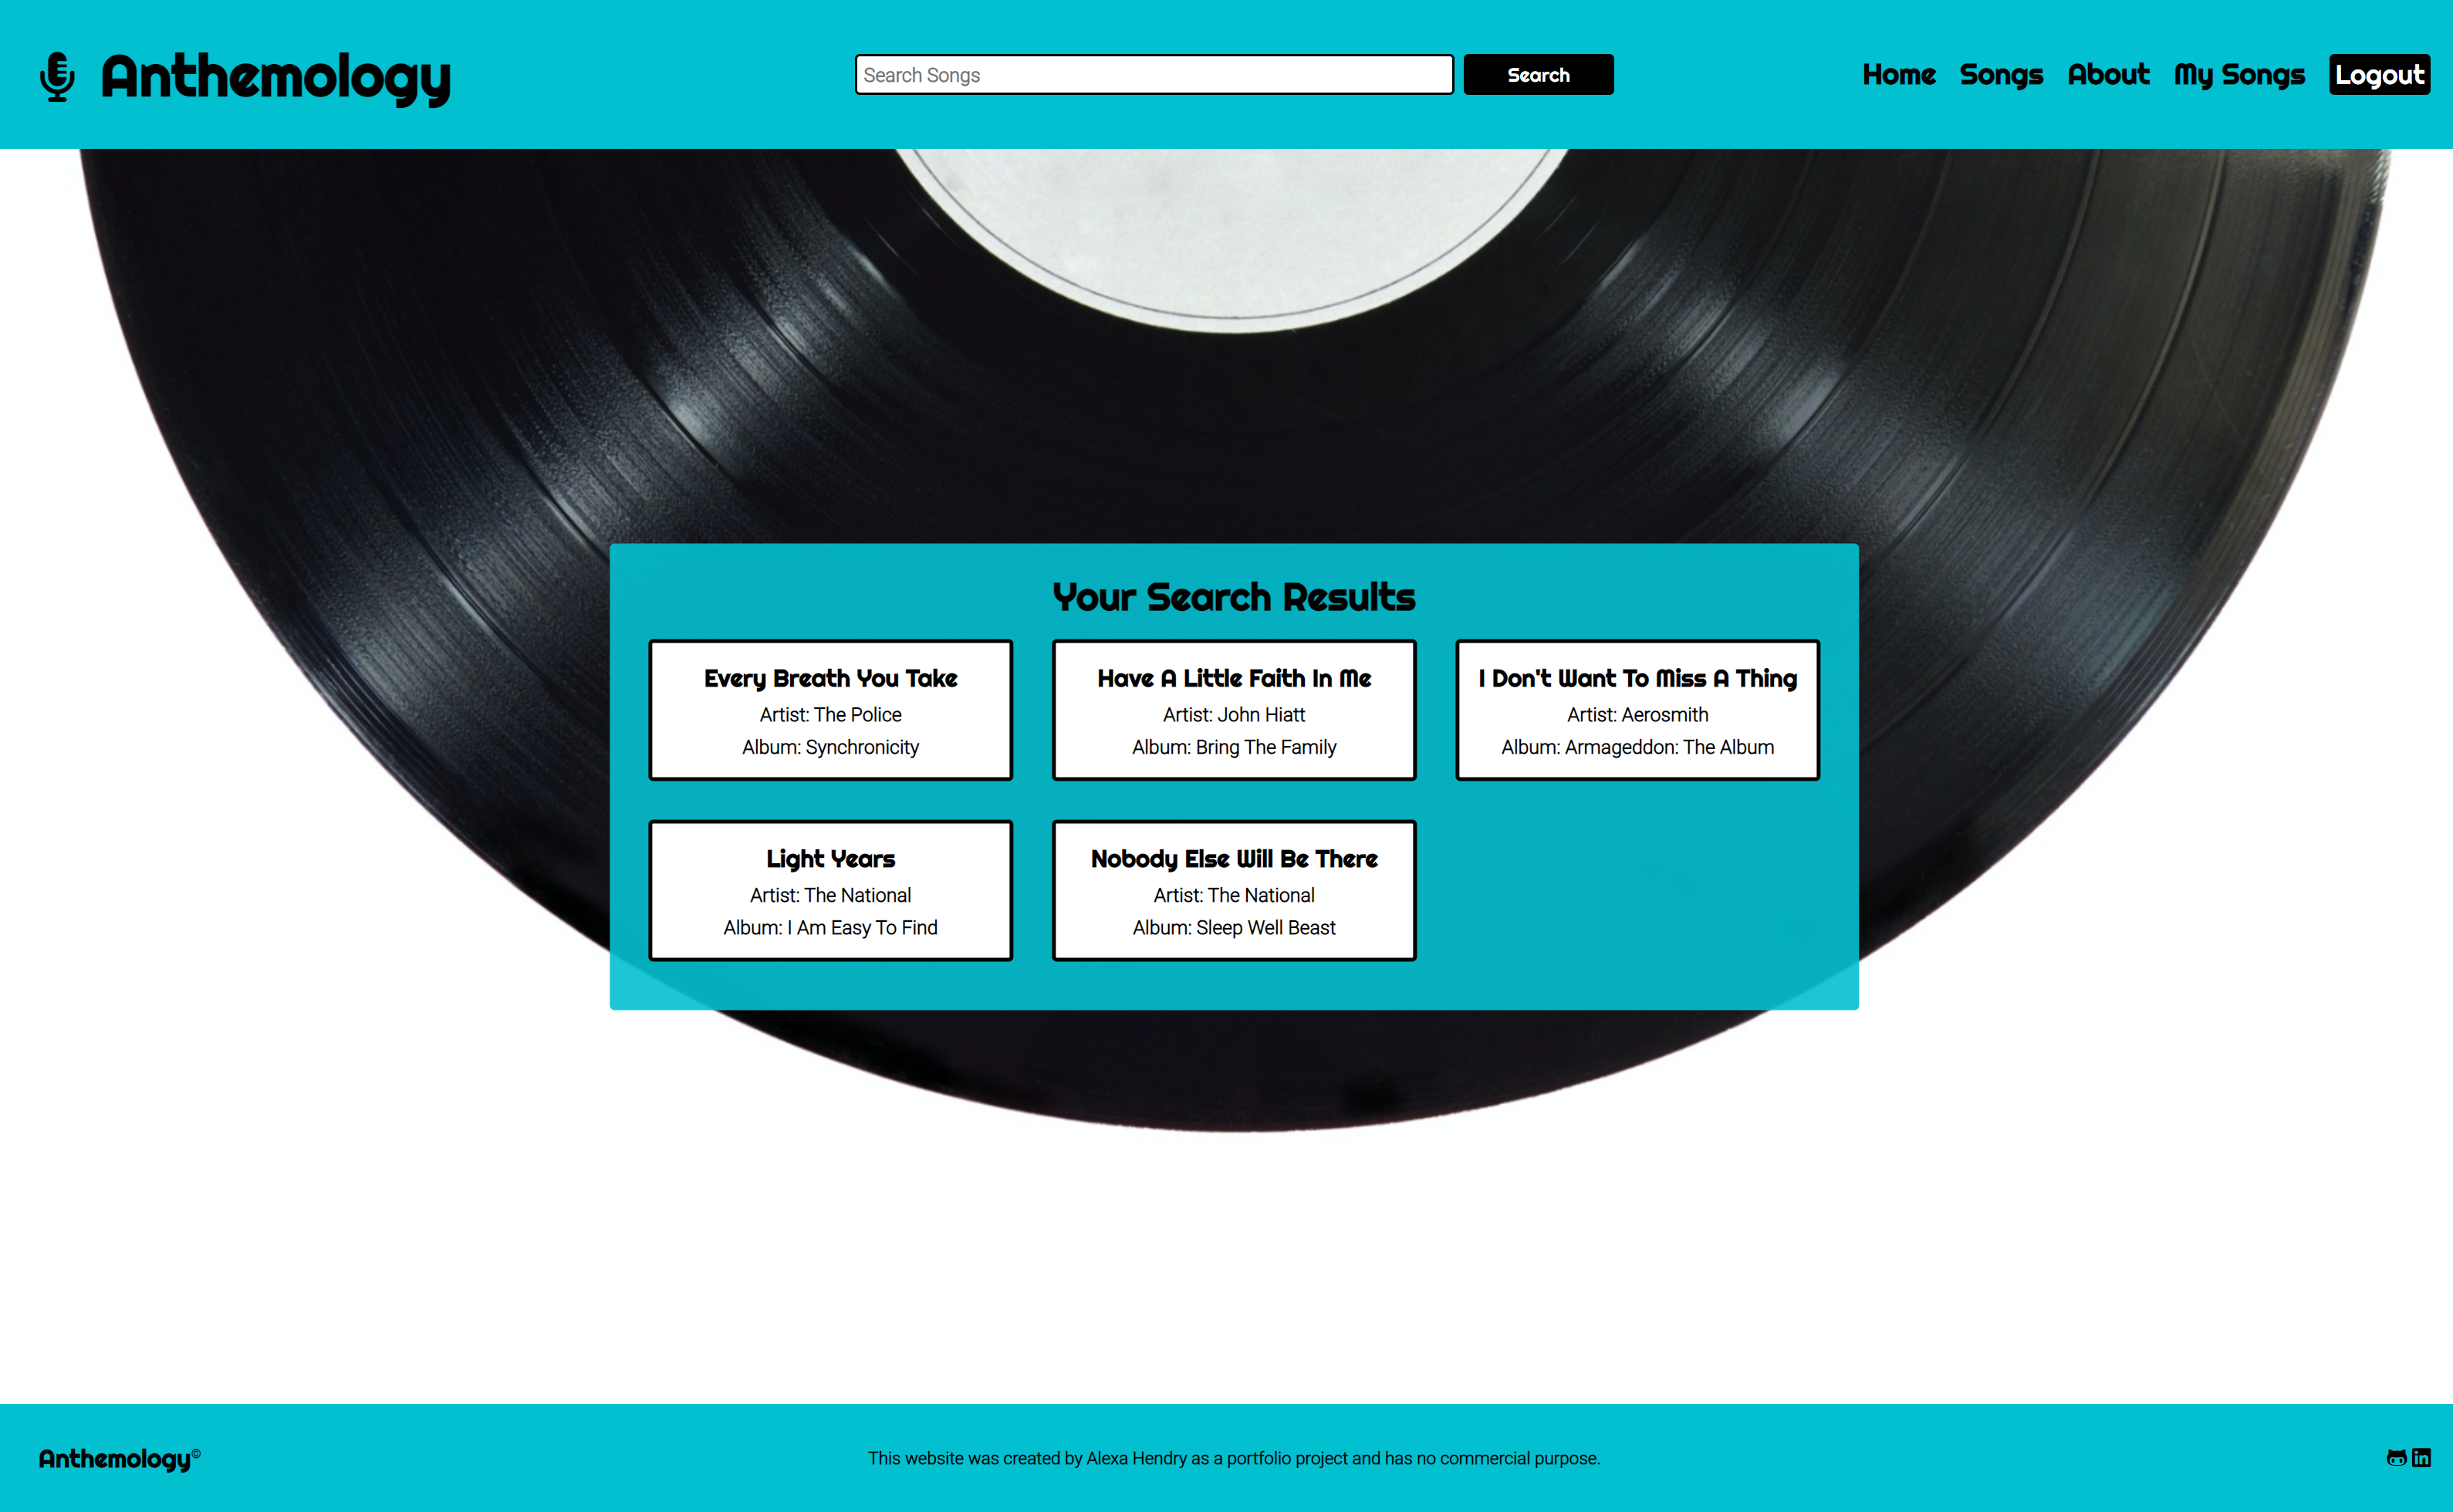 Anthemology
Search Songs
Search
Home
Songs
About
My Songs
Logout
Your Search Results
Every Breath You Take
Artist: The Police
Album: Synchronicity
Have A Little Faith In Me
Artist: John Hiatt
Album: Bring The Family
I Don't Want To Miss A Thing
Artist: Aerosmith
Album: Armageddon: The Album
Light Years
Artist: The National
Album: I Am Easy To Find
Nobody Else Will Be There
Artist: The National
Album: Sleep Well Beast
Anthemology©
This website was created by Alexa Hendry as a portfolio project and has no commercial purpose.
in